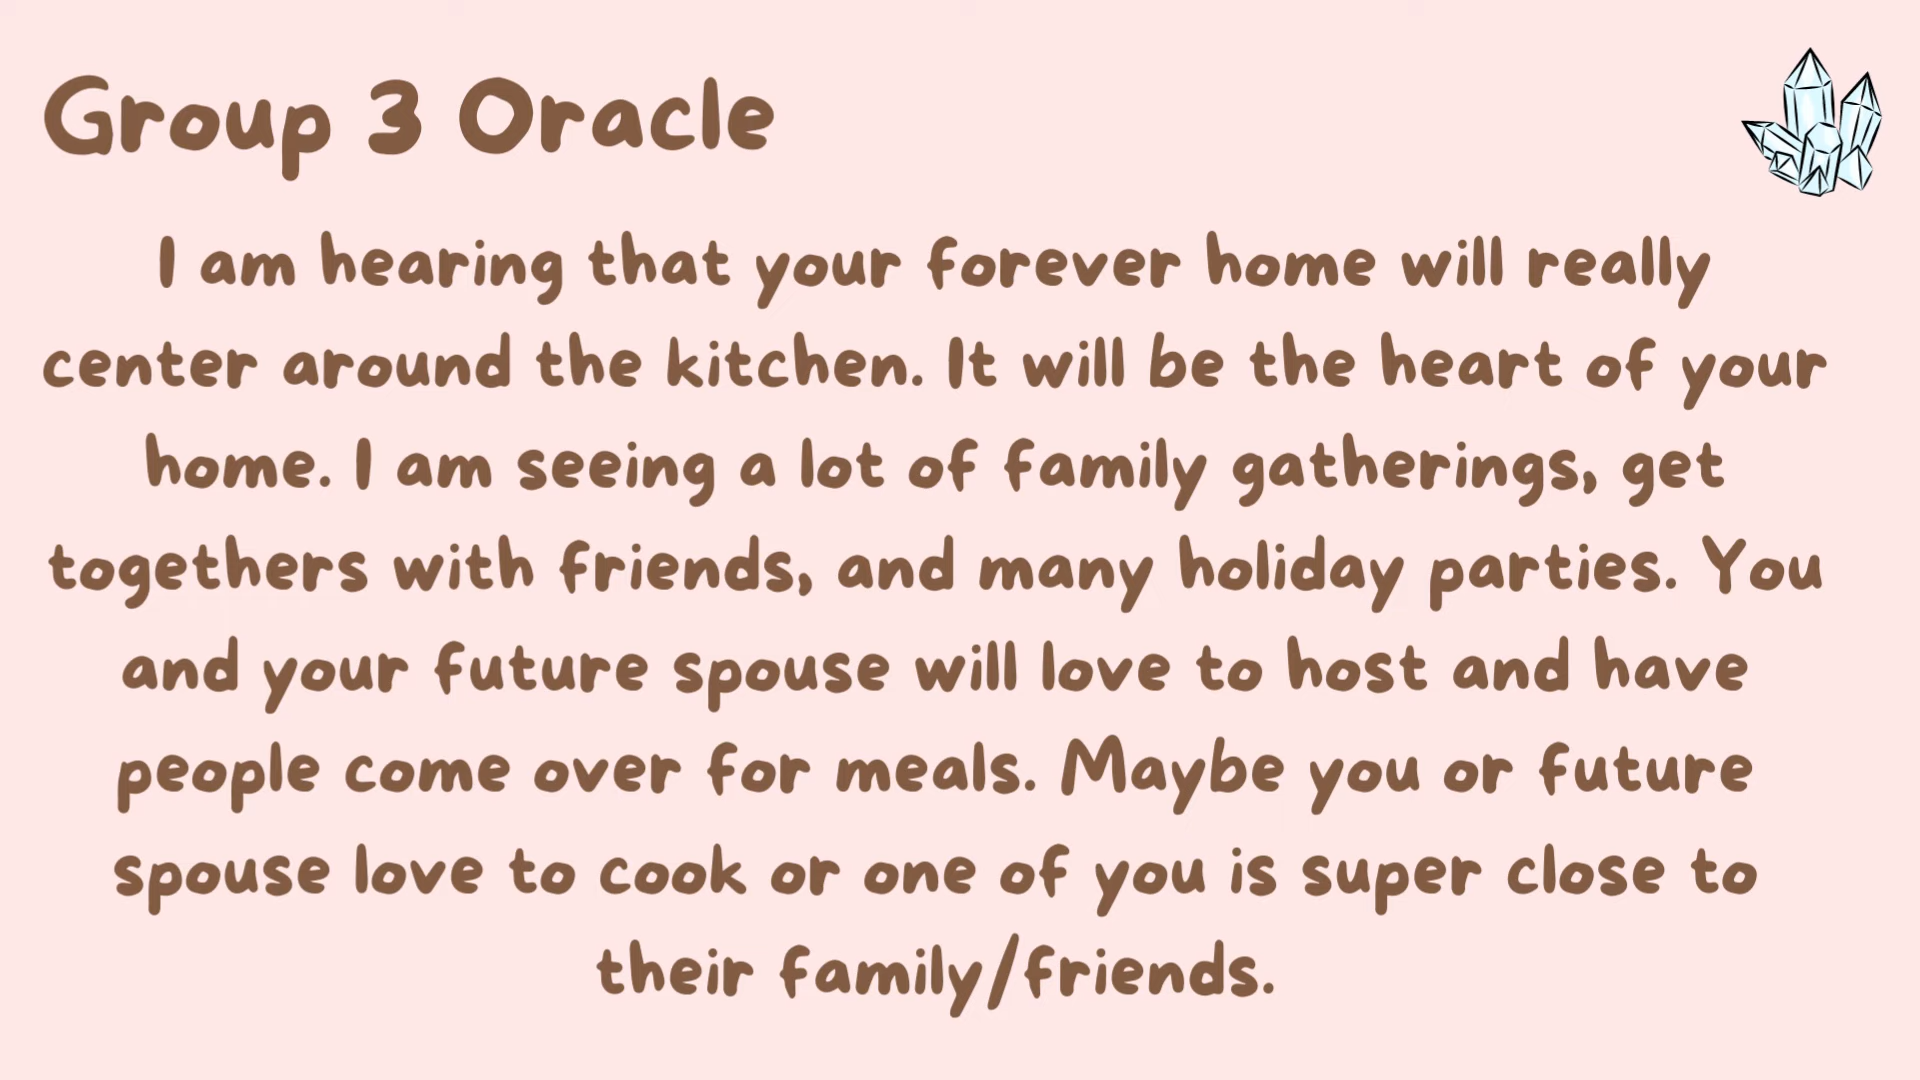 Group 3 Oracle
I am hearing that your forever home will really
center around the kitchen. It will be the heart of your
home. I am seeing a lot of family gatherings, get
togethers with friends, and many holiday parties. You
and your future spouse will love to host and have
people come over for meals. Maybe you or future
spouse love to cook or one of you is super close to
their family/friends.